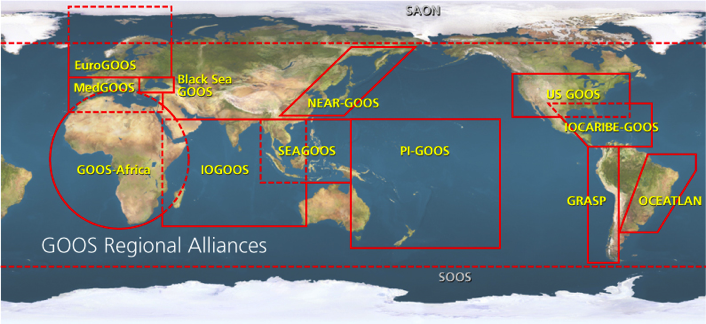 SAON
EuroGOOS
MedGOOS
Black Sea
GOOS
NEAR-GOOS
US GOOS
IOCARIBE-GOOS
GOOS-Africa
IOGOOS
SEAGOOS
PI-GOOS
GRASP
OCEATLAN
GOOS Regional Alliances
SOOS